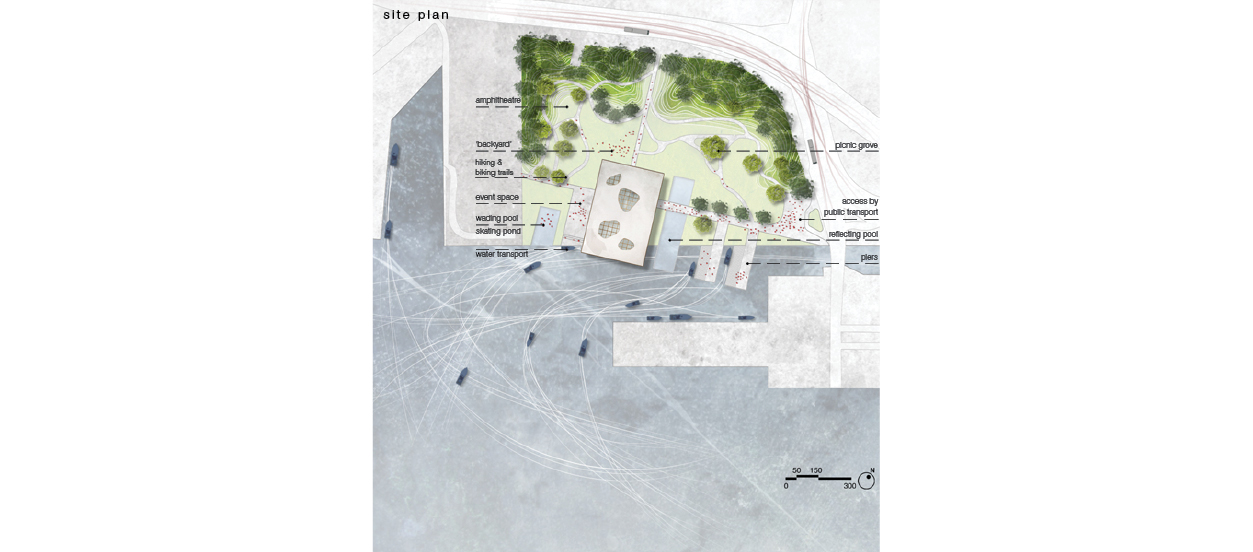 site plan
amphitheatre
'backyard'
hiking &
biking trails
event space
wading pool
skating pond
water transport
picnic grove
access by
public transport
reflecting pool
piers
50 150
0 300
N